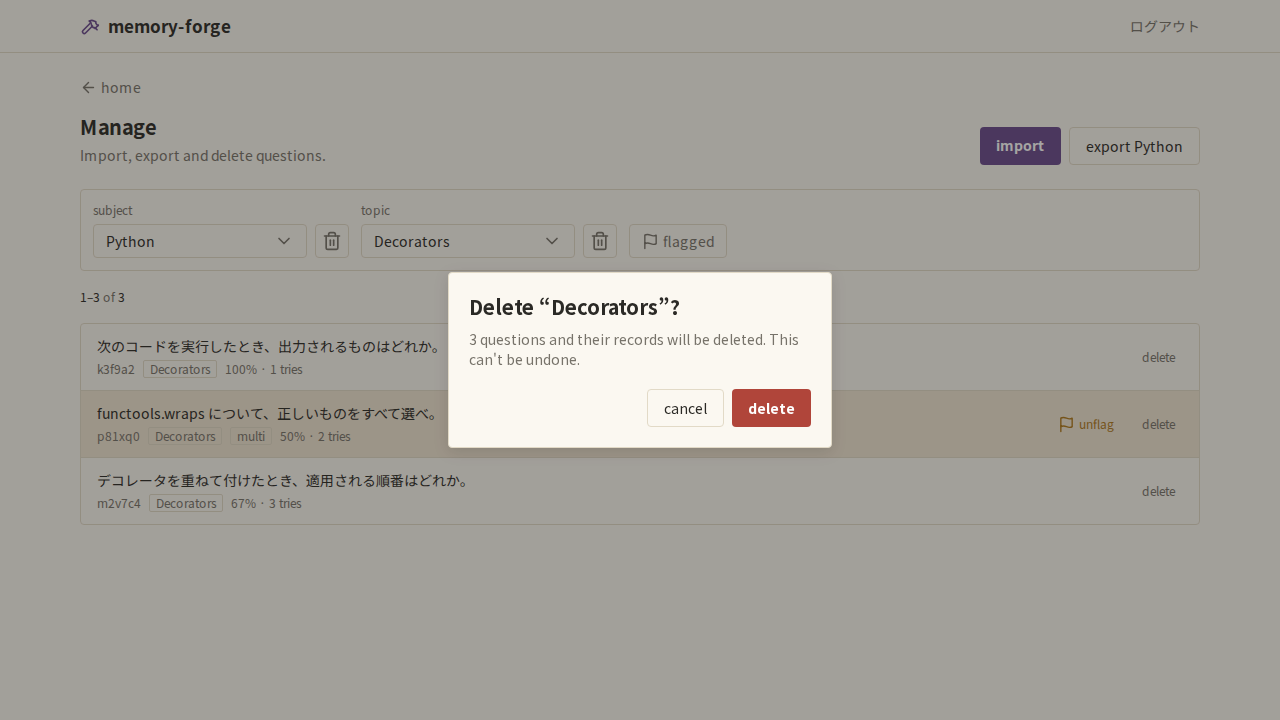 memory-forge
ログアウト
home
Manage
Import, export and delete questions.
import
export Python
subject
topic
Python
Decorators
flagged
1–3 of 3
Delete “Decorators”?
3 questions and their records will be deleted. This
can't be undone.
cancel
delete
次のコードを実行したとき、出力されるものはどれか。
k3f9a2 Decorators 100% · 1 tries
delete
functools.wraps について、正しいものをすべて選べ。
p81xq0 Decorators multi 50% · 2 tries
unflag
delete
デコレータを重ねて付けたとき、適用される順番はどれか。
m2v7c4 Decorators 67% · 3 tries
delete